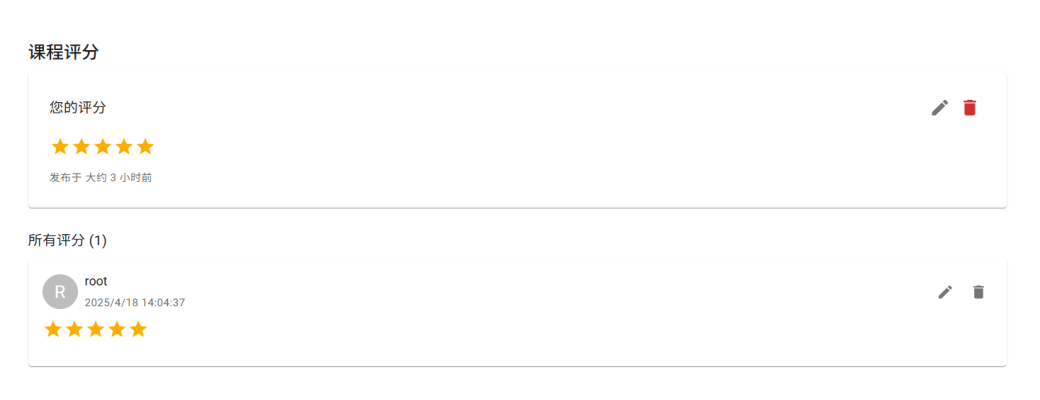 课程评分
您的评分
发布于 大约 3 小时前
所有评分 (1)
R
root
2025/4/18 14:04:37